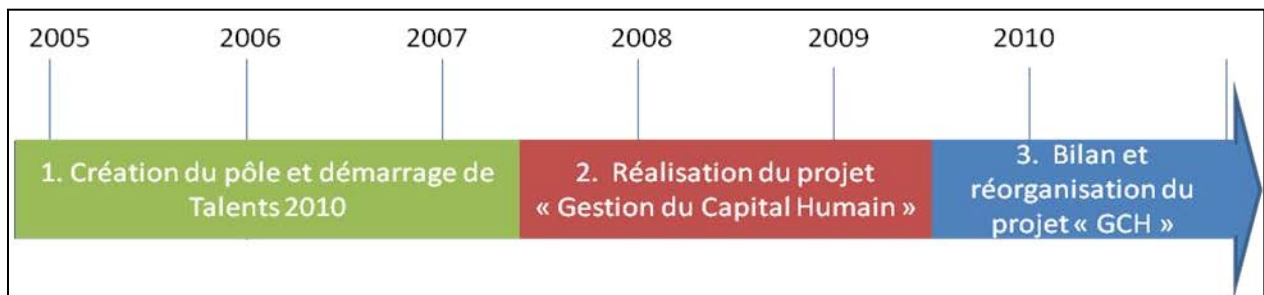 2005 2006 2007 2008 2009 2010
1. Création du pôle et démarrage de
Talents 2010
2. Réalisation du projet
« Gestion du Capital Humain »
3. Bilan et
réorganisation du
projet « GCH »